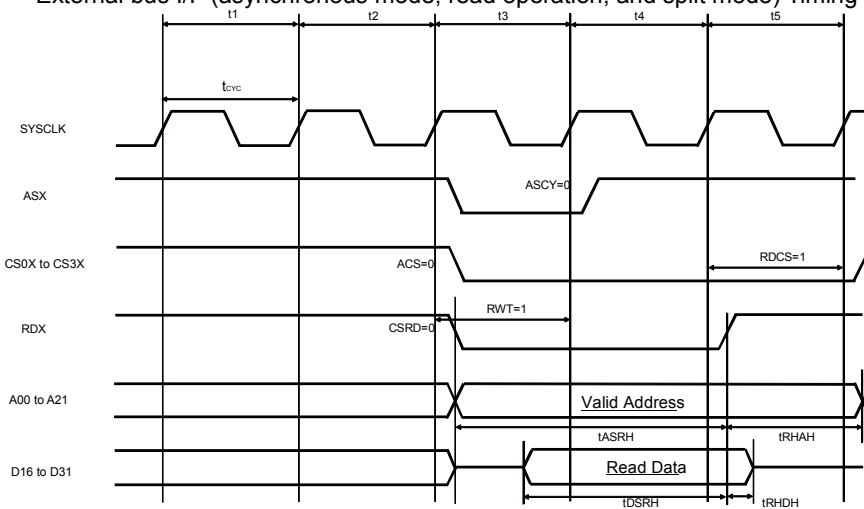 External bus I/F (asynchronous mode, read operation, and split mode) Timing
t1 t2 t3 t4 t5
tCYC
SYSCLK
ASX
ASCY=0
CS0X to CS3X
ACS=0
RDCS=1
RWT=1
RDX
CSRD=0
A00 to A21
Valid Address
tASRH
tRHAH
D16 to D31
Read Data
tDSRH
tRHDH